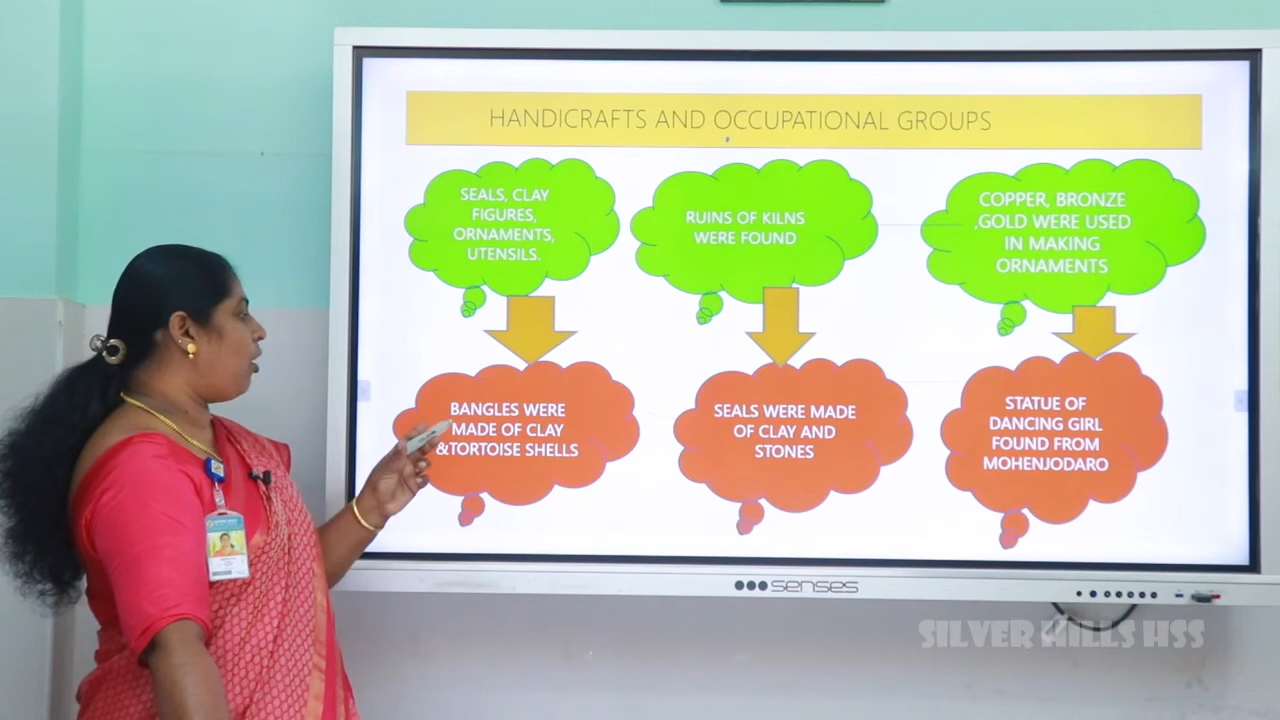 HANDICRAFTS AND OCCUPATIONAL GROUPS
SEALS, CLAY
FIGURES,
ORNAMENTS,
UTENSILS.
RUINS OF KILNS
WERE FOUND
COPPER, BRONZE
,GOLD WERE USED
IN MAKING
ORNAMENTS
BANGLES WERE
MADE OF CLAY
&TORTOISE SHELLS
SEALS WERE MADE
OF CLAY AND
STONES
STATUE OF
DANCING GIRL
FOUND FROM
MOHENJODARO
senses
SILVER HILLS HSS